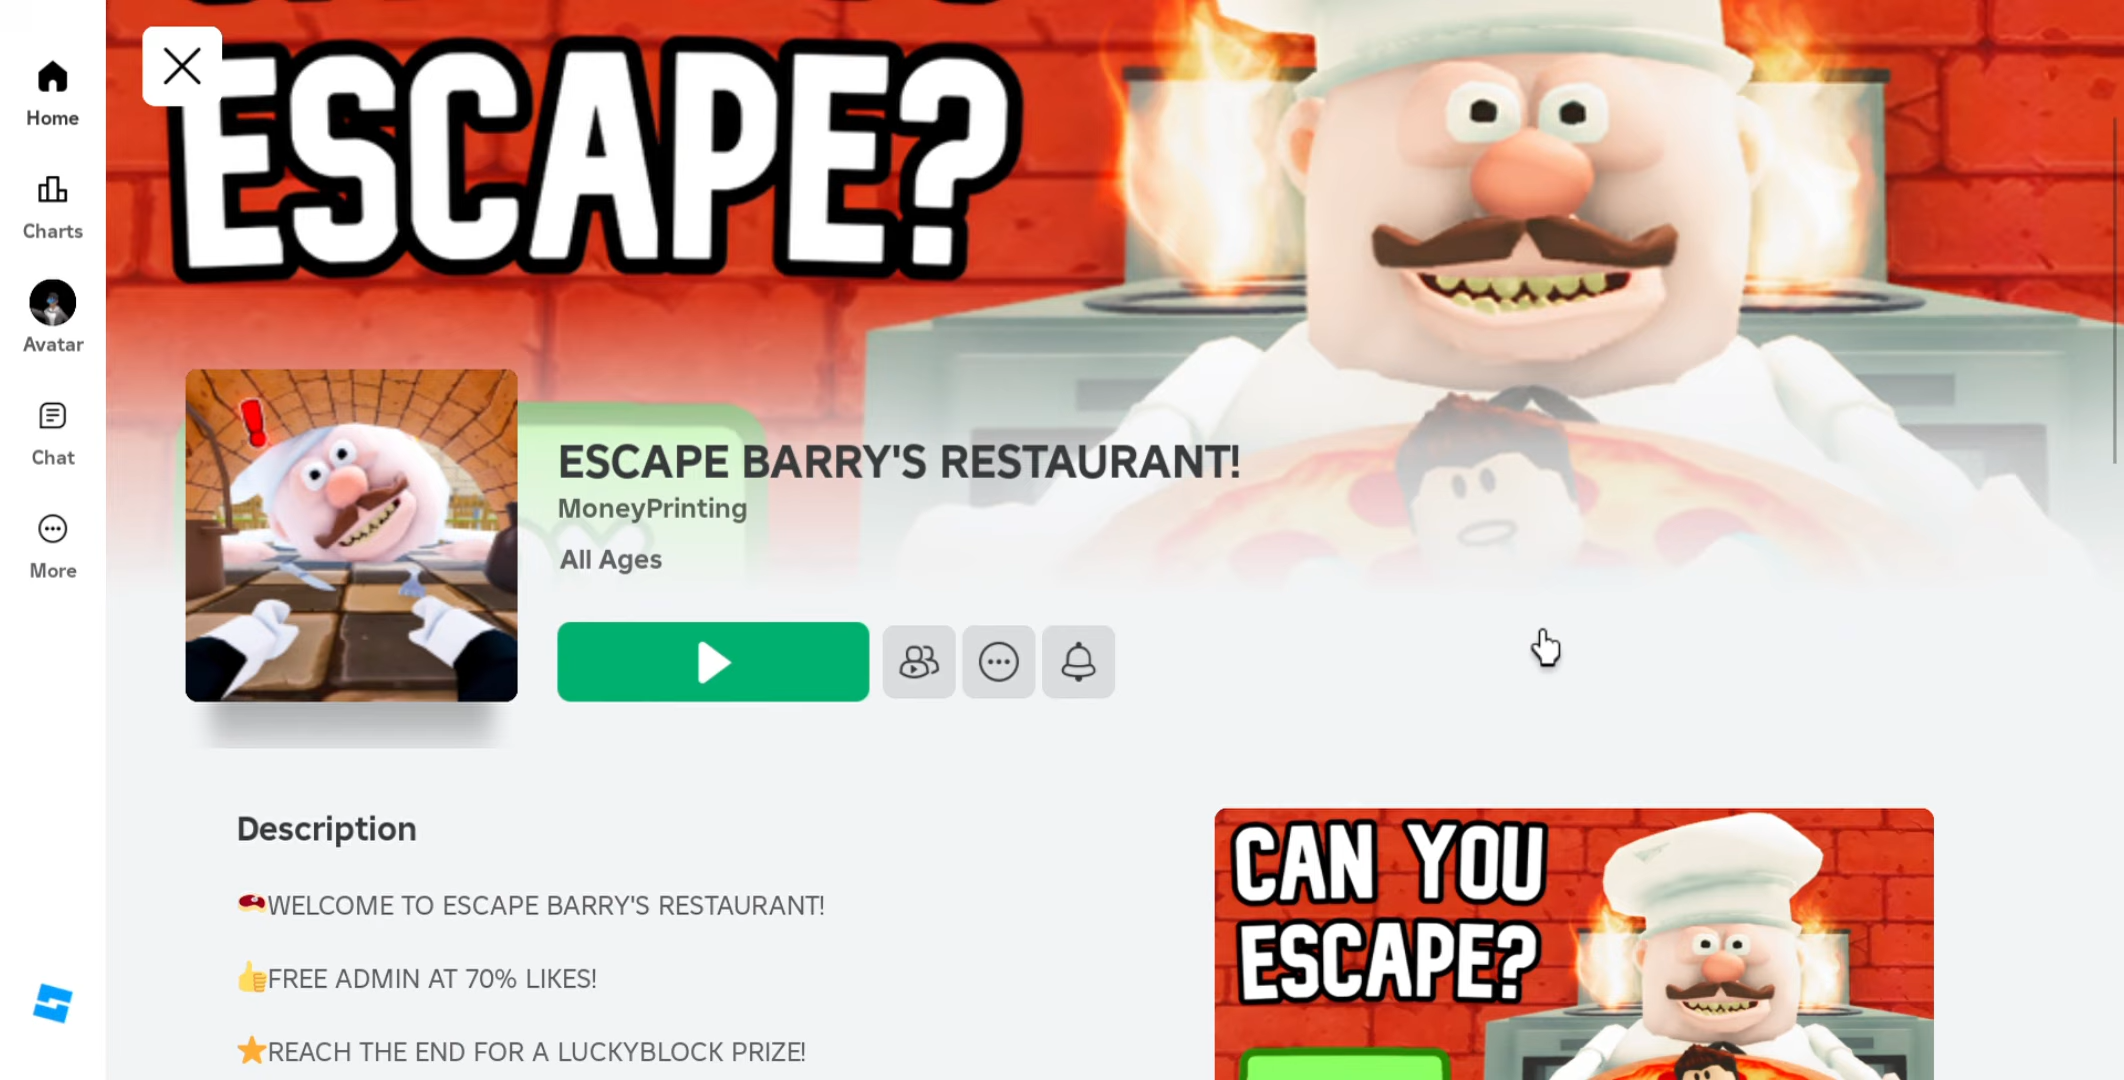 ESCAPE?
Home
Charts
Avatar
Chat
More
ESCAPE BARRY'S RESTAURANT!
MoneyPrinting
All Ages
Description
WELCOME TO ESCAPE BARRY'S RESTAURANT!
👍FREE ADMIN AT 70% LIKES!
⭐REACH THE END FOR A LUCKYBLOCK PRIZE!
CAN YOU
ESCAPE?